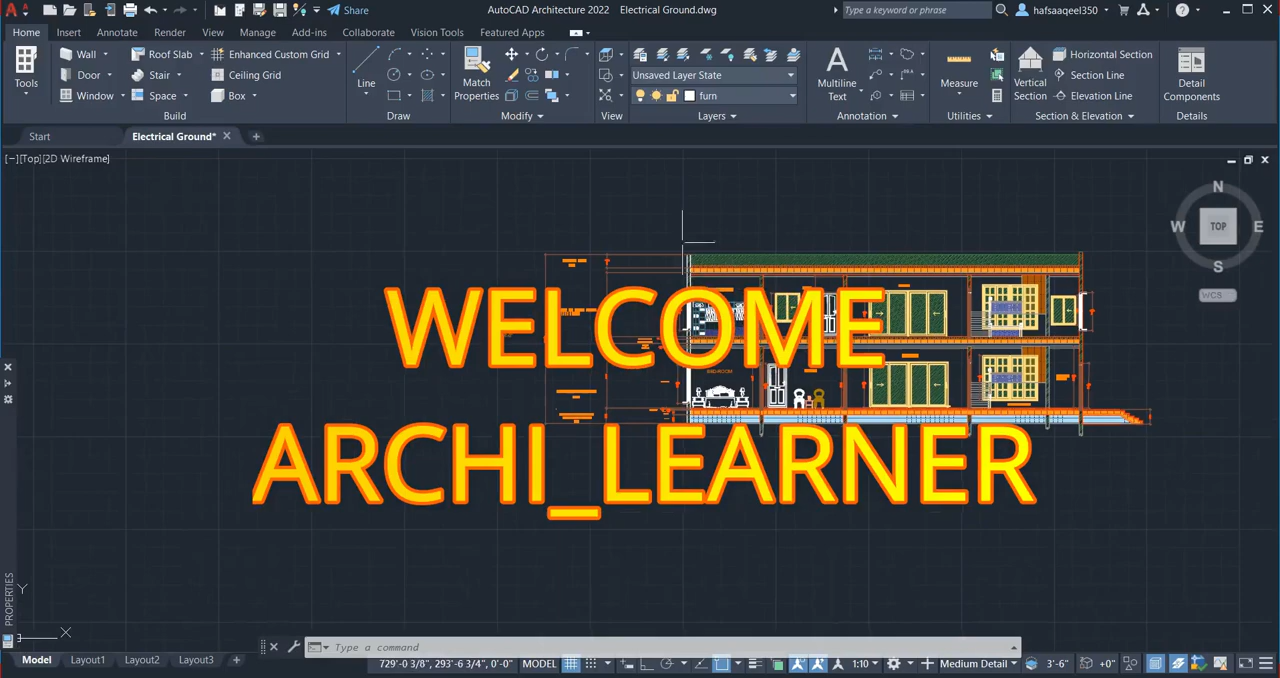 Share
AutoCAD Architecture 2022 Electrical Ground.dwg
Type a keyword or phrase
hafsaaqeel350
Home Insert Annotate Render View Manage Add-ins Collaborate Vision Tools Featured Apps
Tools
Wall
Door
Window
Roof Slab
Stair
Space
Enhanced Custom Grid
Ceiling Grid
Box
Build
Line
Draw
Match Properties
Modify
View
Unsaved Layer State
furn
Layers
Multiline Text
Annotation
Measure
Utilities
Vertical Section
Horizontal Section
Section Line
Elevation Line
Section & Elevation
Detail Components
Details
Start
Electrical Ground*
[−][Top][2D Wireframe]
N
W TOP E
S
WCS
WELCOME
ARCHI_LEARNER
PROPERTIES
Y
X
Type a command
Model Layout1 Layout2 Layout3
729'-0 3/8", 293'-6 3/4", 0'-0" MODEL 1:10 Medium Detail 3'-6" +0"